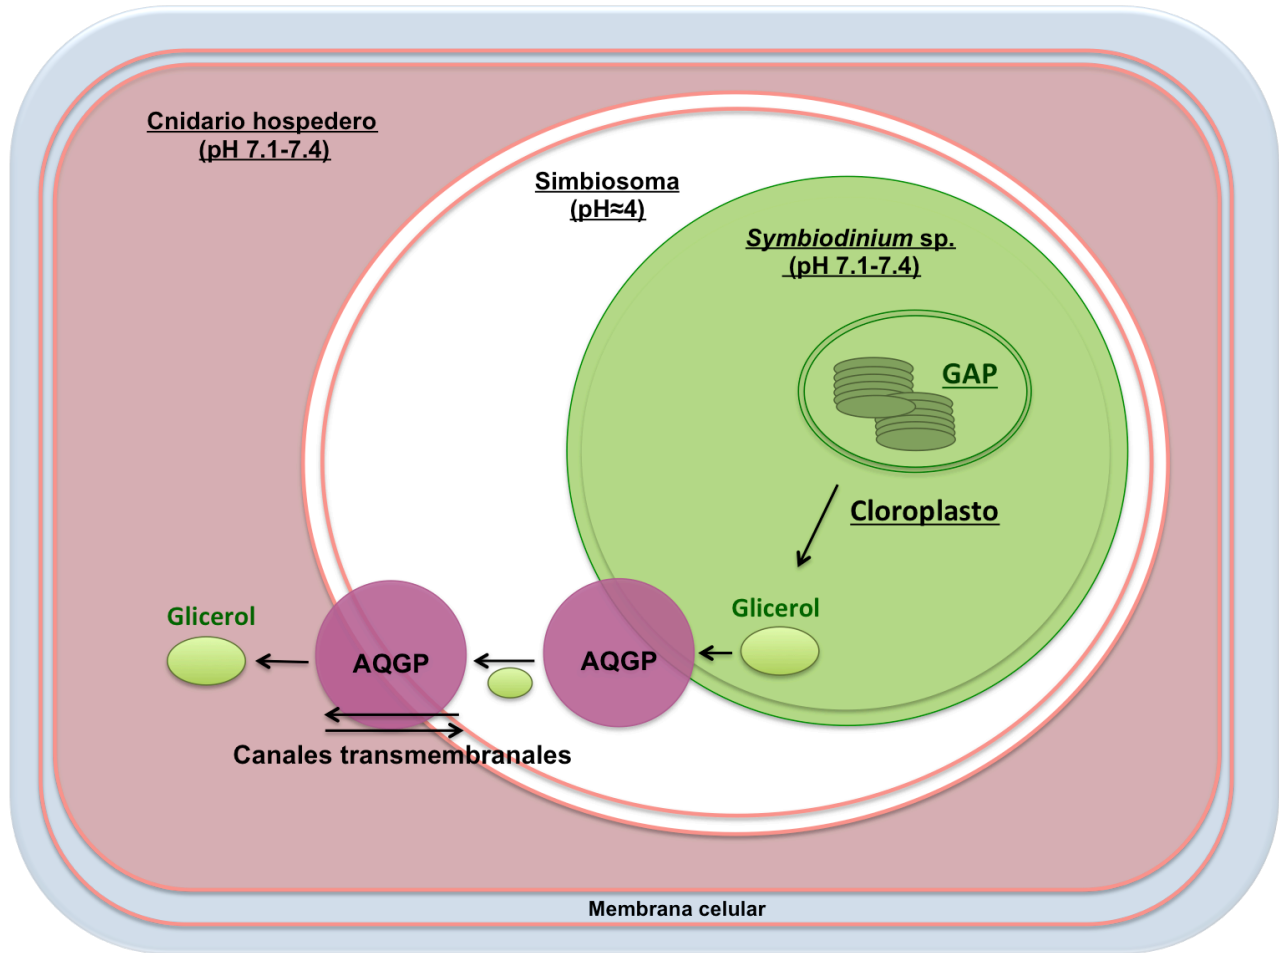 Cnidario hospedero
(pH 7.1-7.4)
Simbiosoma
(pH≈4)
Symbiodinium sp.
(pH 7.1-7.4)
GAP
Cloroplasto
Glicerol
AQGP
AQGP
Glicerol
Canales transmembranales
Membrana celular